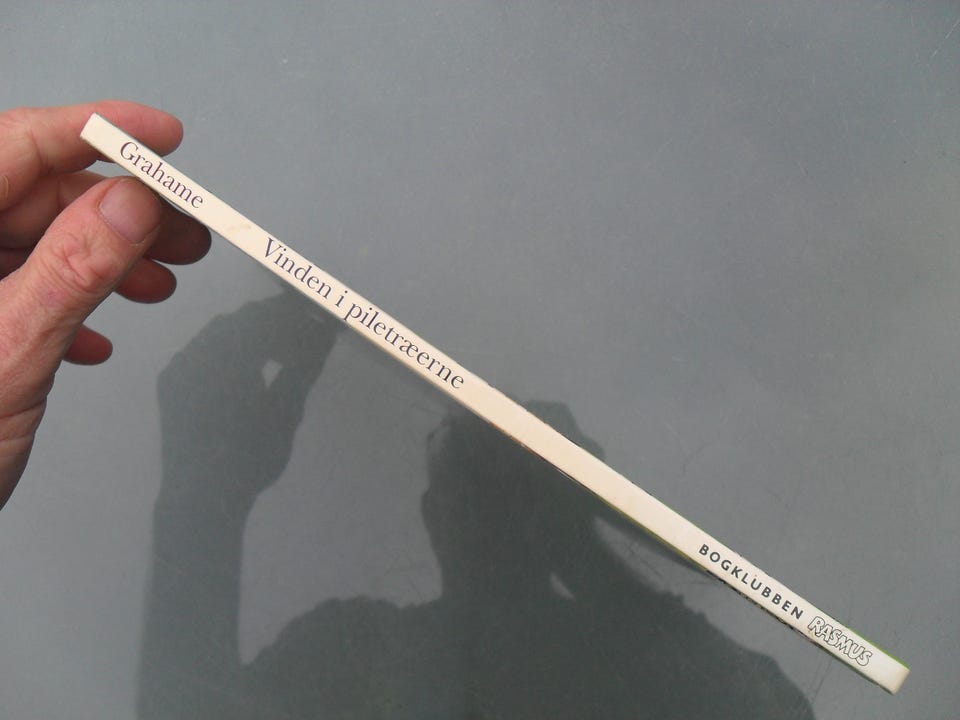 Grahame Vinden i piletræerne BOGKLUBBEN RASMUS